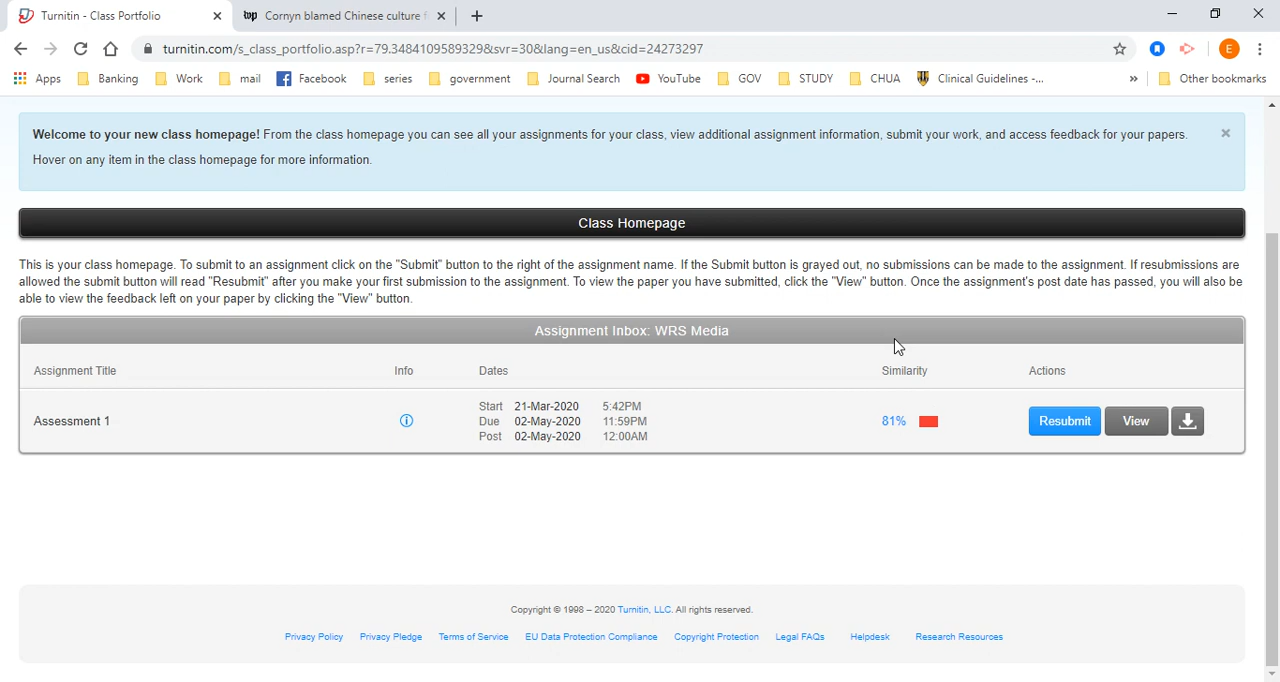 Turnitin - Class Portfolio
wp Cornyn blamed Chinese culture f
turnitin.com/s_class_portfolio.asp?r=79.3484109589329&svr=30&lang=en_us&cid=24273297
E
Apps Banking Work mail Facebook series government Journal Search YouTube GOV STUDY CHUA Clinical Guidelines -... » Other bookmarks
Welcome to your new class homepage! From the class homepage you can see all your assignments for your class, view additional assignment information, submit your work, and access feedback for your papers.
Hover on any item in the class homepage for more information.
Class Homepage
This is your class homepage. To submit to an assignment click on the "Submit" button to the right of the assignment name. If the Submit button is grayed out, no submissions can be made to the assignment. If resubmissions are
allowed the submit button will read "Resubmit" after you make your first submission to the assignment. To view the paper you have submitted, click the "View" button. Once the assignment's post date has passed, you will also be
able to view the feedback left on your paper by clicking the "View" button.
Assignment Inbox: WRS Media
Assignment Title Info Dates Similarity Actions
Start 21-Mar-2020 5:42PM
Assessment 1 Due 02-May-2020 11:59PM 81% Resubmit View
Post 02-May-2020 12:00AM
Copyright © 1998 – 2020 Turnitin, LLC. All rights reserved.
Privacy Policy Privacy Pledge Terms of Service EU Data Protection Compliance Copyright Protection Legal FAQs Helpdesk Research Resources